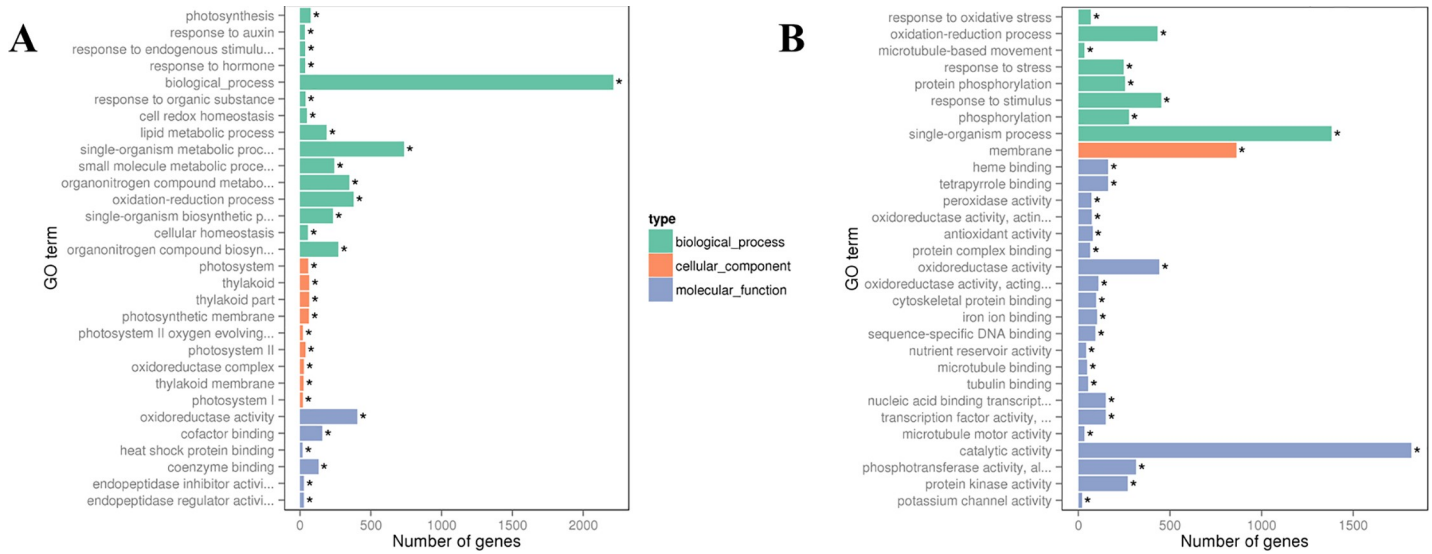 A
GO term
photosynthesis *
response to auxin *
response to endogenous stimulu... *
response to hormone *
biological_process *
response to organic substance *
cell redox homeostasis *
lipid metabolic process *
single-organism metabolic proc... *
small molecule metabolic proce... *
organonitrogen compound metabo... *
oxidation-reduction process *
single-organism biosynthetic p... *
cellular homeostasis *
organonitrogen compound biosyn... *
photosystem *
thylakoid *
thylakoid part *
photosynthetic membrane *
photosystem II oxygen evolving... *
photosystem II *
oxidoreductase complex *
thylakoid membrane *
photosystem I *
oxidoreductase activity *
cofactor binding *
heat shock protein binding *
coenzyme binding *
endopeptidase inhibitor activi... *
endopeptidase regulator activi... *
0 500 1000 1500 2000
Number of genes
type
biological_process
cellular_component
molecular_function
B
GO term
response to oxidative stress *
oxidation-reduction process *
microtubule-based movement *
response to stress *
protein phosphorylation *
response to stimulus *
phosphorylation *
single-organism process *
membrane *
heme binding *
tetrapyrrole binding *
peroxidase activity *
oxidoreductase activity, actin... *
antioxidant activity *
protein complex binding *
oxidoreductase activity *
oxidoreductase activity, acting... *
cytoskeletal protein binding *
iron ion binding *
sequence-specific DNA binding *
nutrient reservoir activity *
microtubule binding *
tubulin binding *
nucleic acid binding transcript... *
transcription factor activity, ... *
microtubule motor activity *
catalytic activity *
phosphotransferase activity, al... *
protein kinase activity *
potassium channel activity *
0 500 1000 1500
Number of genes